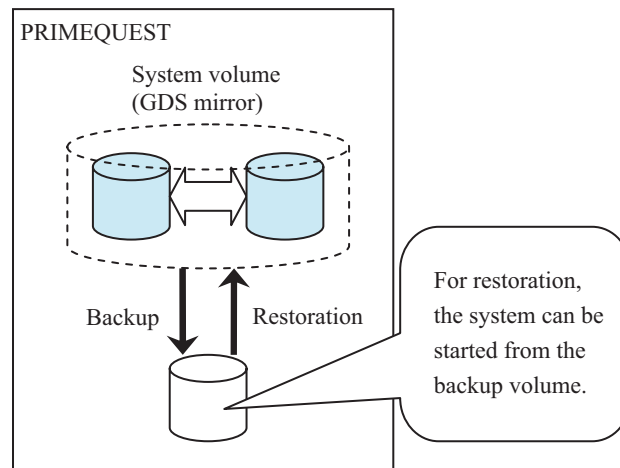 PRIMEQUEST
System volume
(GDS mirror)
Backup
Restoration
For restoration,
the system can be
started from the
backup volume.